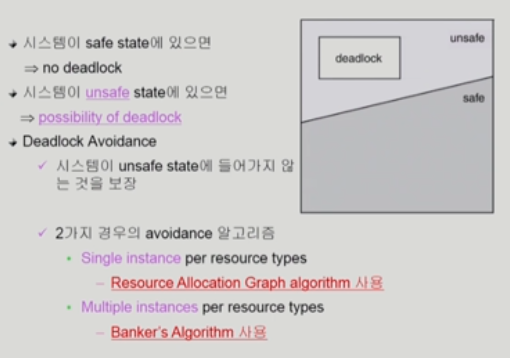 시스템이 safe state에 있으면
⇒ no deadlock
시스템이 unsafe state에 있으면
⇒ possibility of deadlock
Deadlock Avoidance
✓ 시스템이 unsafe state에 들어가지 않
는 것을 보장
✓ 2가지 경우의 avoidance 알고리즘
• Single instance per resource types
– Resource Allocation Graph algorithm 사용
• Multiple instances per resource types
– Banker's Algorithm 사용
unsafe
deadlock
safe